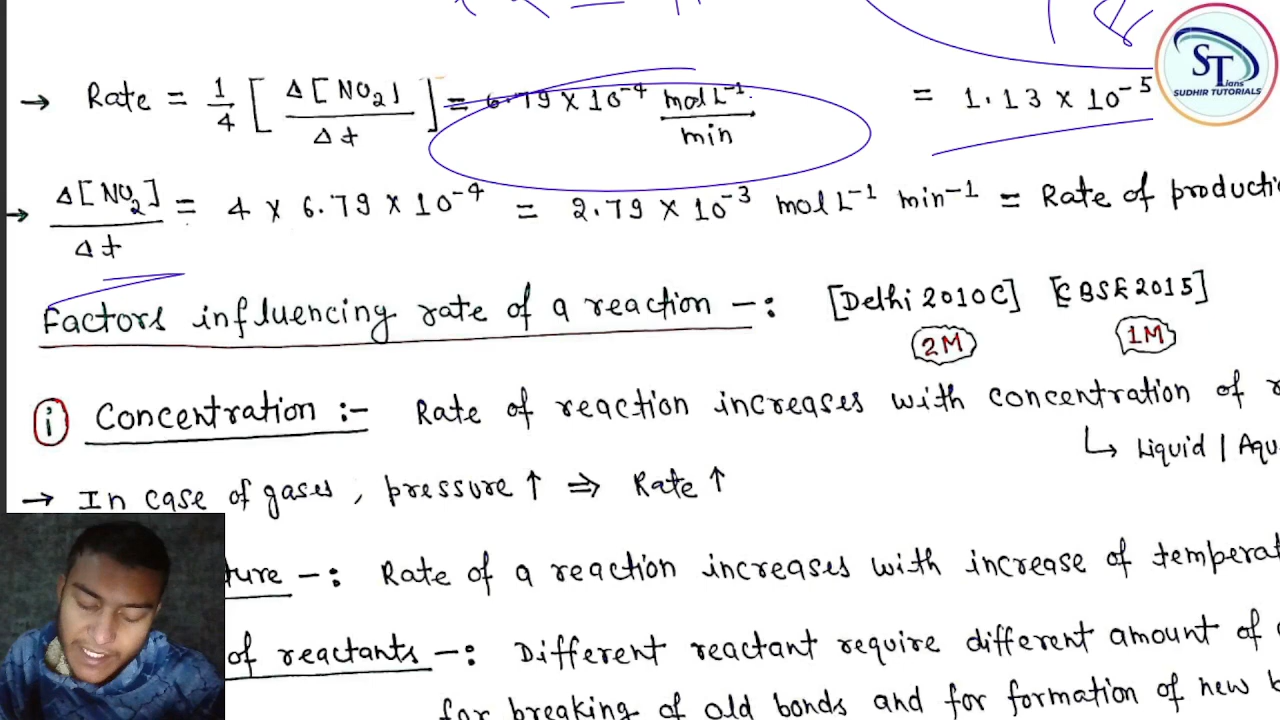 → Rate = 1/4 [ Δ[NO₂] / Δt ] = 6.79 × 10⁻⁴ mol L⁻¹ / min = 1.13 × 10⁻⁵
ST
lans
SUDHIR TUTORIALS
→ Δ[NO₂] / Δt = 4 × 6.79 × 10⁻⁴ = 2.79 × 10⁻³ mol L⁻¹ min⁻¹ = Rate of producti
Factors influencing rate of a reaction -: [Delhi 2010C] [CBSE 2015]
2M 1M
i Concentration :- Rate of reaction increases with concentration of
↳ Liquid | Aqu
→ In case of gases, pressure ↑ ⇒ Rate ↑
ture -: Rate of a reaction increases with increase of temperat
of reactants -: Different reactant require different amount of
for breaking of old bonds and for formation of new b